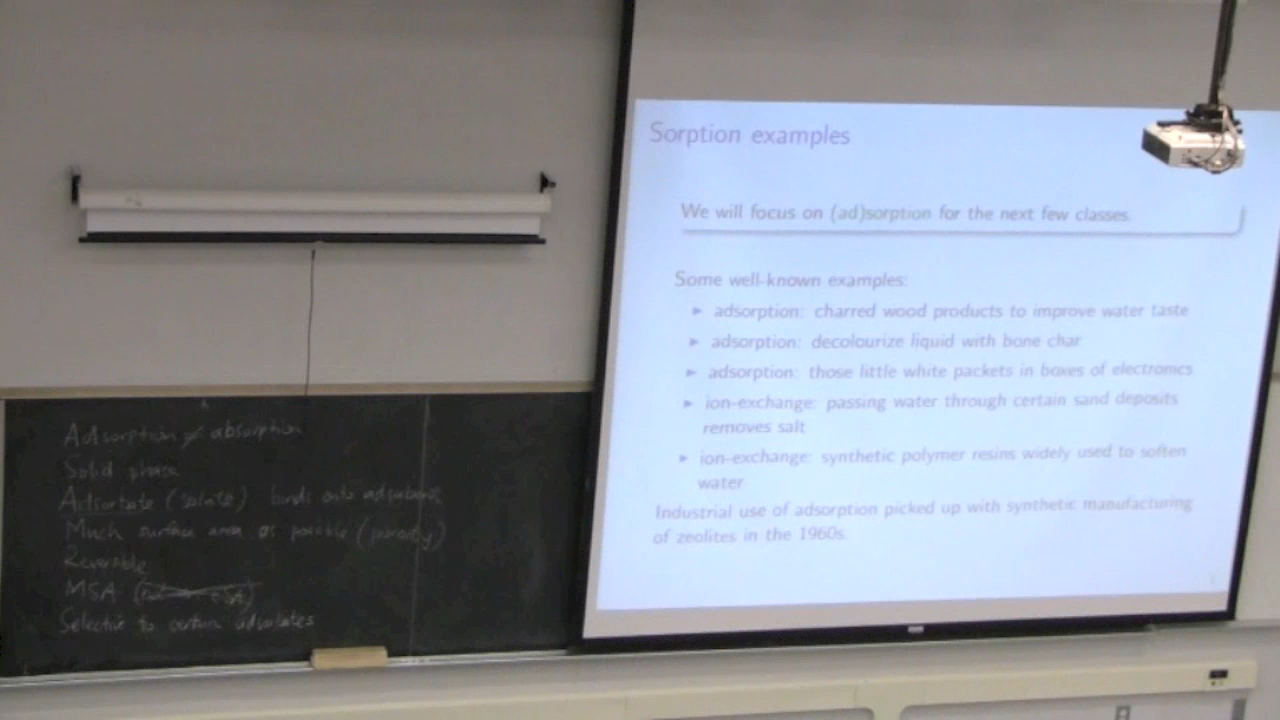 Adsorption ≠ absorption
Solid phase
Adsorbate (solute) binds onto adsorbent
Much surface area as possible (porosity)
Reversible
MSA
Selective to certain adsorbates
Sorption examples
We will focus on (ad)sorption for the next few classes.
Some well-known examples:
► adsorption: charred wood products to improve water taste
► adsorption: decolourize liquid with bone char
► adsorption: those little white packets in boxes of electronics
► ion-exchange: passing water through certain sand deposits
removes salt
► ion-exchange: synthetic polymer resins widely used to soften
water
Industrial use of adsorption picked up with synthetic manufacturing
of zeolites in the 1960s.